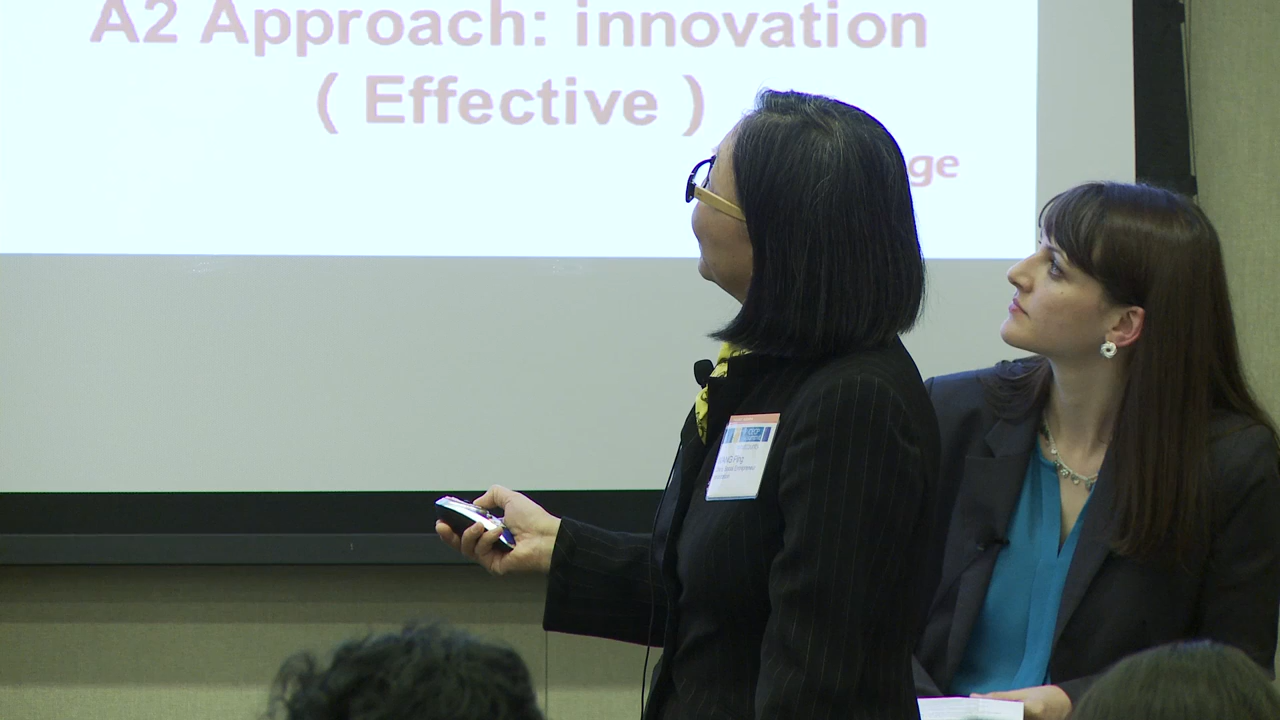 A2 Approach: innovation
( Effective )
ge